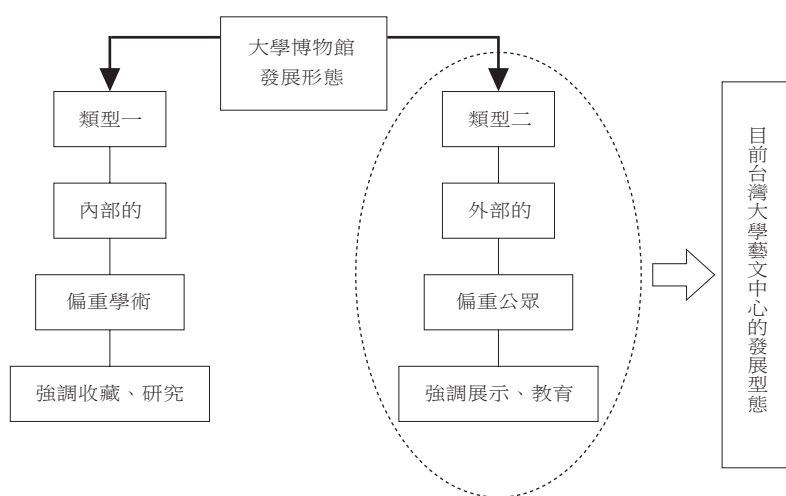 大學博物館
發展形態
類型一
類型二
內部的
外部的
偏重學術
偏重公眾
強調收藏、研究
強調展示、教育
目前台灣大學藝文中心的發展型態